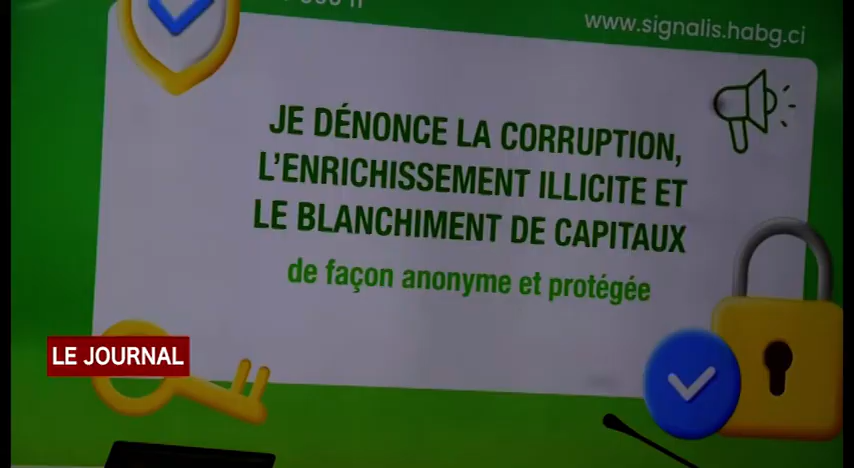 www.signalis.habg.ci
JE DÉNONCE LA CORRUPTION,
L'ENRICHISSEMENT ILLICITE ET
LE BLANCHIMENT DE CAPITAUX
de façon anonyme et protégée
LE JOURNAL